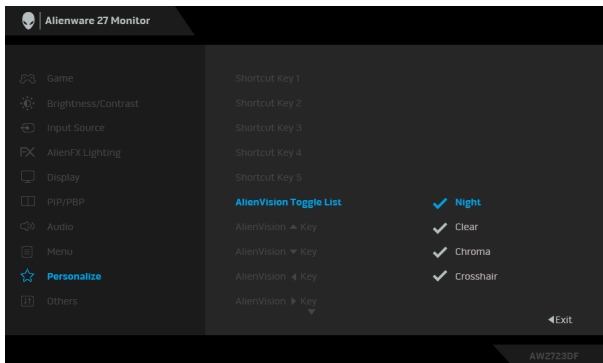 Alienware 27 Monitor
Game
Brightness/Contrast
Input Source
AlienFX Lighting
Display
PIP/PBP
Audio
Menu
Personalize
Others
Shortcut Key 1
Shortcut Key 2
Shortcut Key 3
Shortcut Key 4
Shortcut Key 5
AlienVision Toggle List
AlienVision ▲ Key
AlienVision ▼ Key
AlienVision ◀ Key
AlienVision ▶ Key
Night
Clear
Chroma
Crosshair
◀Exit
AW2723DF